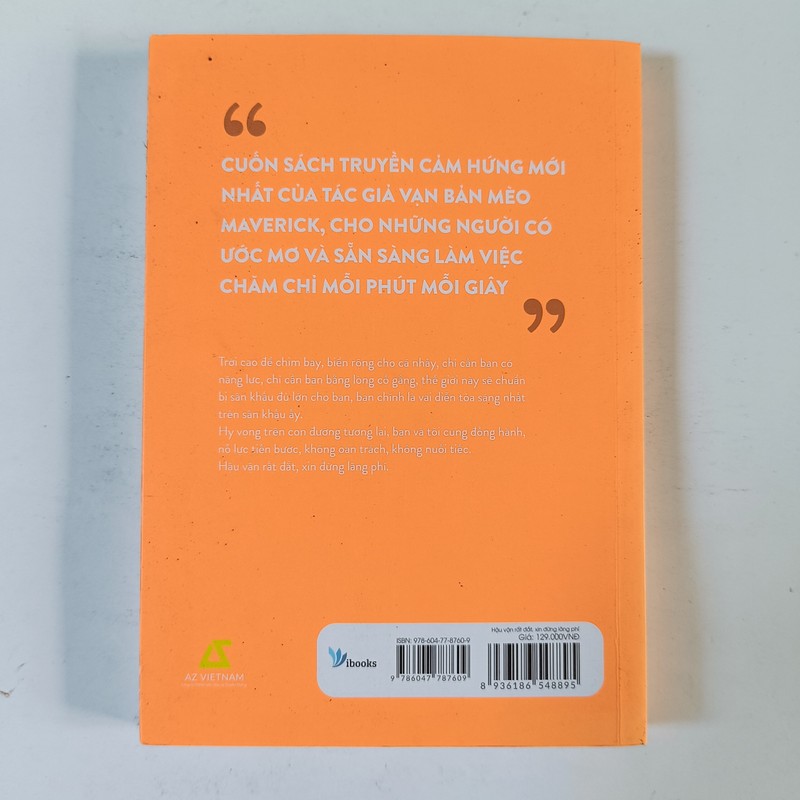 “
CUỐN SÁCH TRUYỀN CẢM HỨNG MỚI
NHẤT CỦA TÁC GIẢ VẠN BẢN MÈO
MAVERICK, CHO NHỮNG NGƯỜI CÓ
ƯỚC MƠ VÀ SẴN SÀNG LÀM VIỆC
CHĂM CHỈ MỖI PHÚT MỖI GIÂY
”
Trời cao để chim bay, biển rộng cho cá nhảy, chỉ cần bạn có
năng lực, chỉ cần bạn bằng lòng cố gắng, thế giới này sẽ chuẩn
bị sân khấu đủ lớn cho bạn, bạn chính là vai diễn tỏa sáng nhất
trên sân khấu ấy.
Hy vọng trên con đường tương lai, bạn và tôi cùng đồng hành,
nỗ lực tiến bước, không oán trách, không nuối tiếc.
Hậu vận rất đắt, xin đừng lãng phí.
AZ VIETNAM
ibooks
ISBN: 978-604-77-8760-9
9 786047 787609
Hậu vận rất đắt, xin đừng lãng phí
Giá: 129.000VNĐ
8 936186 548895